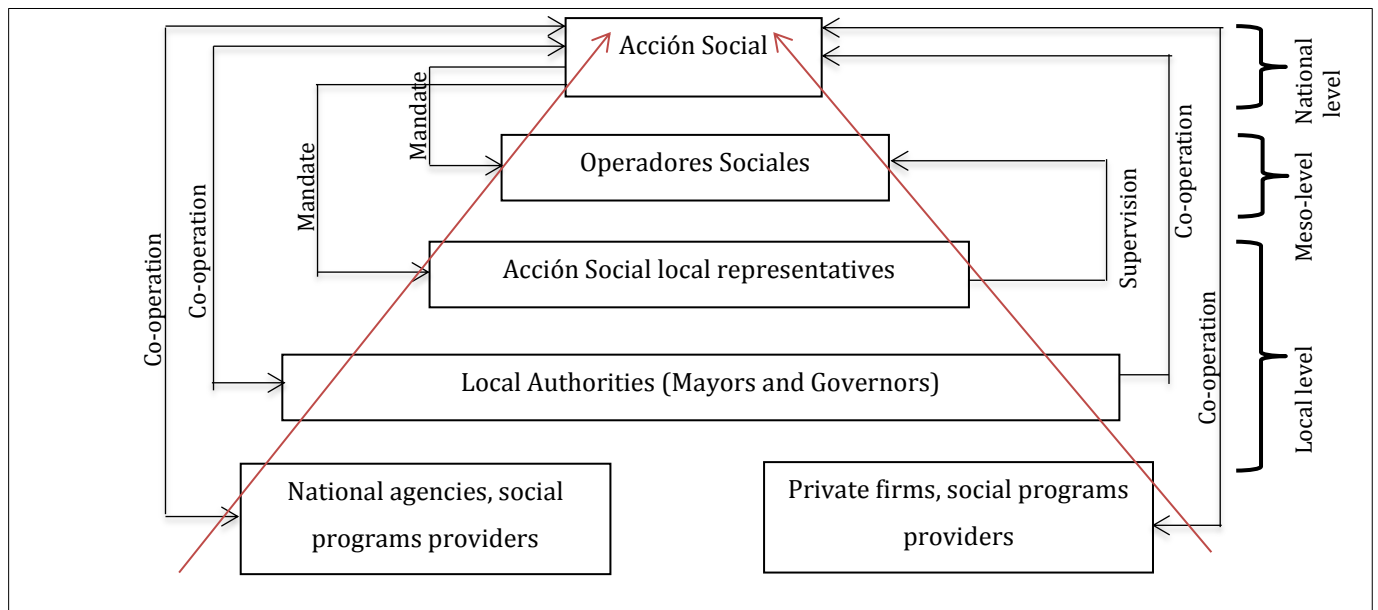 Acción Social
Operadores Sociales
Acción Social local representatives
Local Authorities (Mayors and Governors)
National agencies, social
programs providers
Private firms, social programs
providers
Co-operation
Co-operation
Mandate
Mandate
Supervision
Co-operation
Co-operation
National
level
Meso-level
Local level